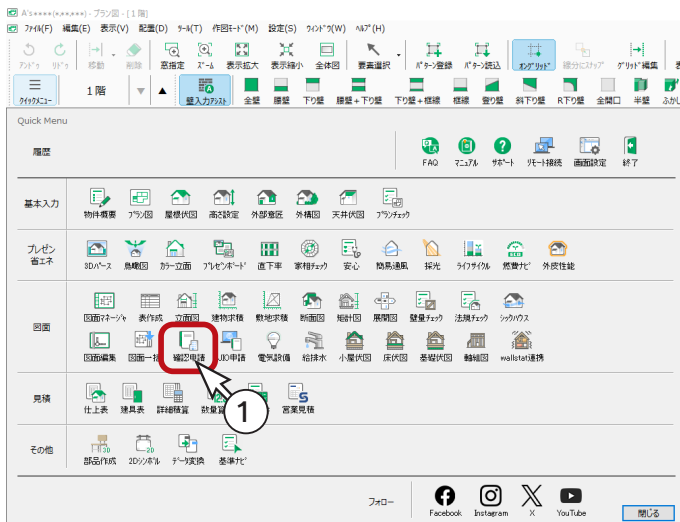 A's****(*.**.**) - プラン図 - [1 階]
ファイル(F) 編集(E) 表示(V) 配置(D) ツール(T) 作図モード(M) 設定(S) ウィンドウ(W) ヘルプ(H)
アンドゥ リドゥ 移動 削除 窓指定 ズーム 表示拡大 表示縮小 全体図 要素選択 パターン登録 パターン読込 オングリッド 線分にスナップ グリッド編集 表
クイックメニュー 1 階 壁入力アシスト 全壁 腰壁 下り壁 腰壁+下り壁 下り壁+框線 框線 登り壁 斜下り壁 R下り壁 全開口 半壁 ふかし
Quick Menu
履歴
FAQ マニュアル サポート リモート接続 画面設定 終了
基本入力
物件概要 プラン図 屋根伏図 高さ設定 外部意匠 外構図 天井伏図 プランチェック
プレゼン
省エネ
3Dパース 鳥瞰図 カラー立面 プレゼンボード 直下率 家相チェック 安心 簡易通風 採光 ライフサイクル 燃費ナビ 外皮性能
図面
図面マネージャ 表作成 立面図 建物求積 敷地求積 断面図 矩計図 展開図 壁量チェック 法規チェック シックハウス
図面編集 図面一括 確認申請 JIO申請 電気設備 給排水 小屋伏図 床伏図 基礎伏図 軸組図 wallstat連携
見積
仕上表 建具表 詳細積算 数量算 営業見積
1
その他
部品作成 2Dシンボル データ変換 基準ナビ
フォロー
Facebook Instagram X YouTube
閉じる